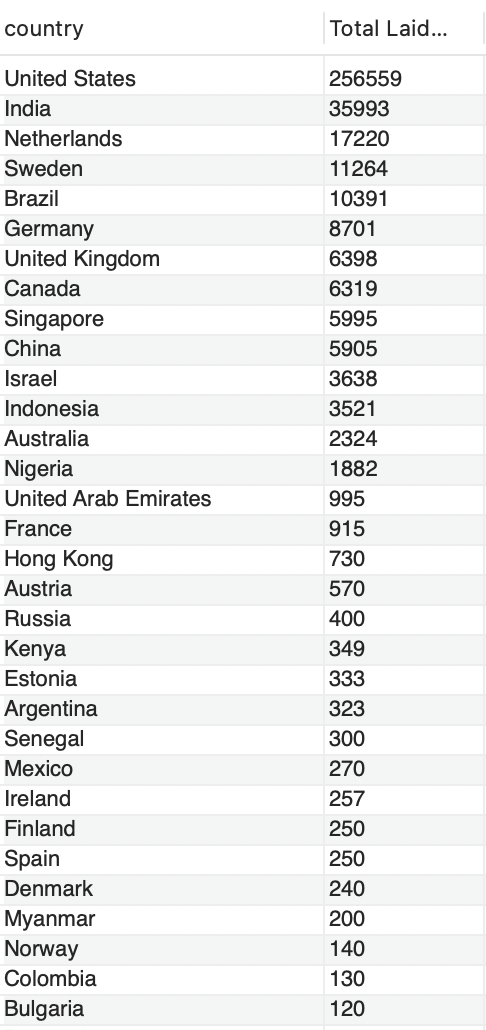 country Total Laid...
United States 256559
India 35993
Netherlands 17220
Sweden 11264
Brazil 10391
Germany 8701
United Kingdom 6398
Canada 6319
Singapore 5995
China 5905
Israel 3638
Indonesia 3521
Australia 2324
Nigeria 1882
United Arab Emirates 995
France 915
Hong Kong 730
Austria 570
Russia 400
Kenya 349
Estonia 333
Argentina 323
Senegal 300
Mexico 270
Ireland 257
Finland 250
Spain 250
Denmark 240
Myanmar 200
Norway 140
Colombia 130
Bulgaria 120